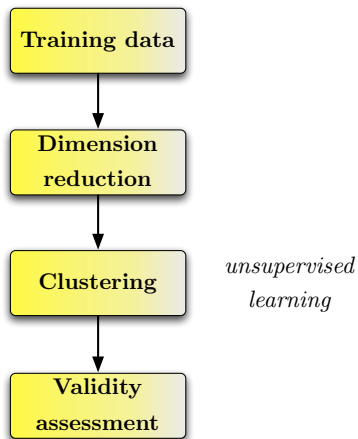 Training data
Dimension
reduction
Clustering
unsupervised
learning
Validity
assessment